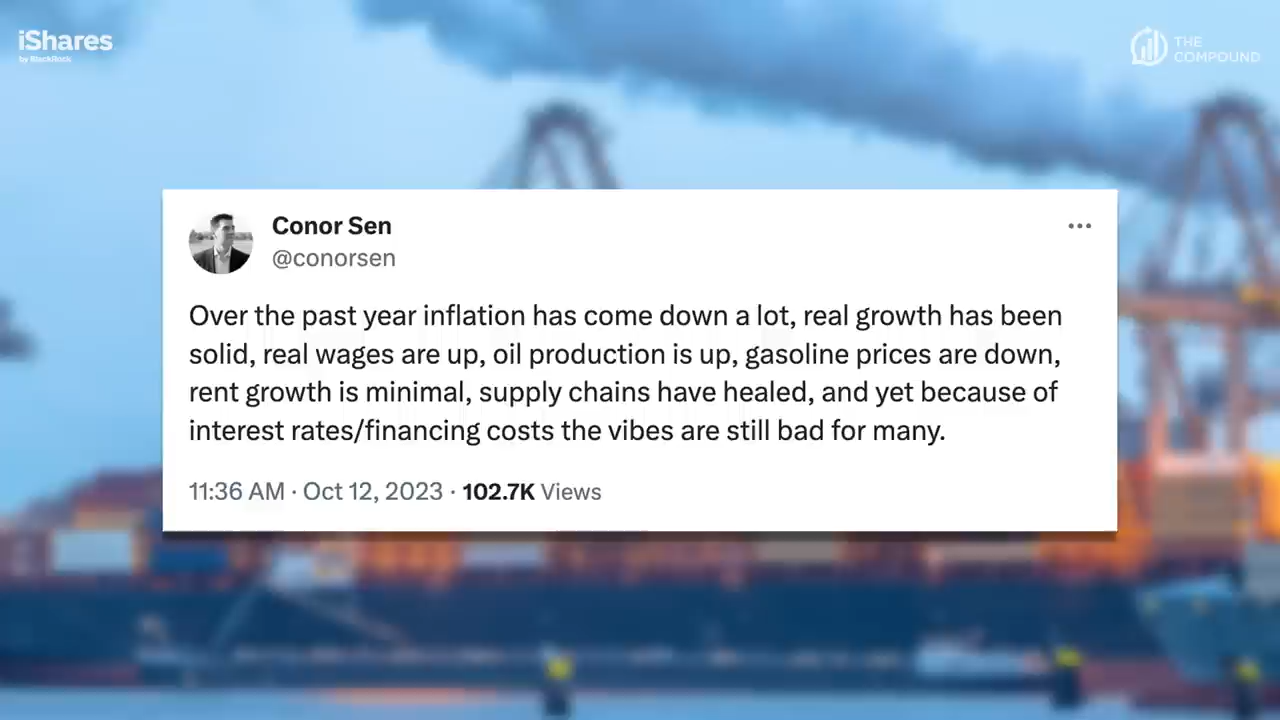 iShares
by BlackRock
THE
COMPOUND
Conor Sen
@conorsen
Over the past year inflation has come down a lot, real growth has been
solid, real wages are up, oil production is up, gasoline prices are down,
rent growth is minimal, supply chains have healed, and yet because of
interest rates/financing costs the vibes are still bad for many.
11:36 AM · Oct 12, 2023 · 102.7K Views